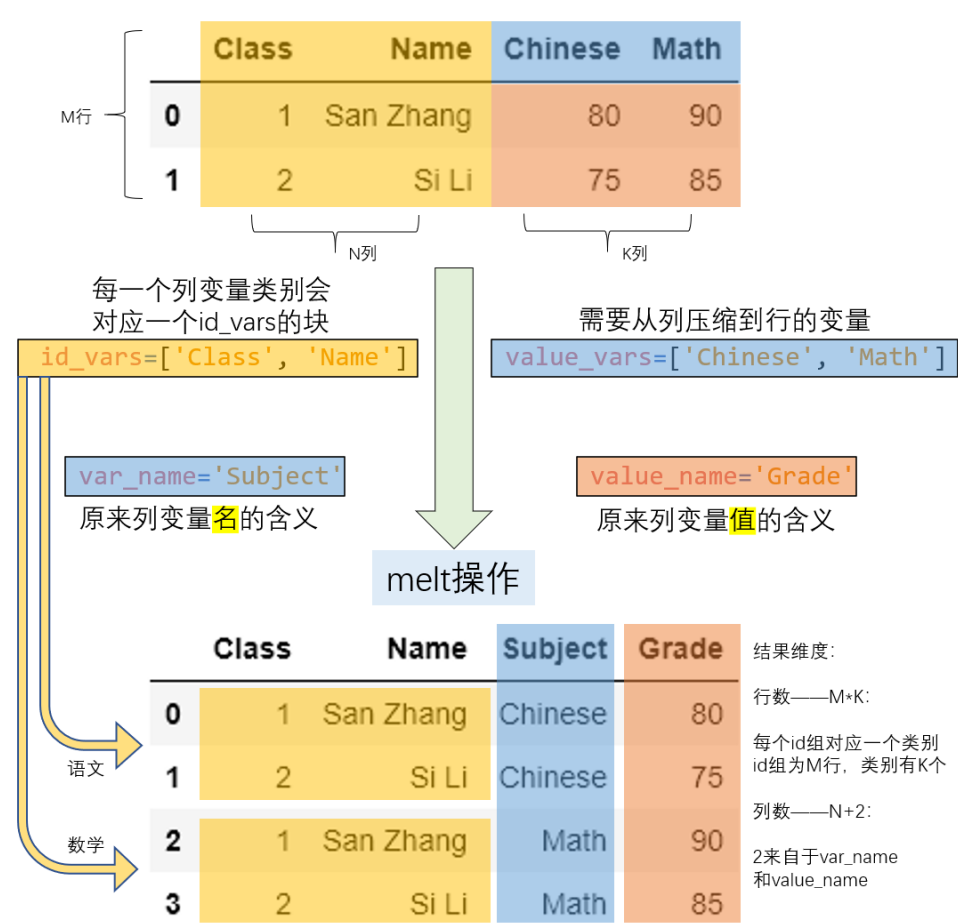 Class Name Chinese Math
M行
0 1 San Zhang 80 90
1 2 Si Li 75 85
N列
K列
每一个列变量类别会
对应一个id_vars的块
需要从列压缩到行的变量
id_vars=['Class', 'Name']
value_vars=['Chinese', 'Math']
var_name='Subject'
value_name='Grade'
原来列变量名的含义
原来列变量值的含义
melt操作
Class Name Subject Grade
0 1 San Zhang Chinese 80
1 2 Si Li Chinese 75
2 1 San Zhang Math 90
3 2 Si Li Math 85
语文
数学
结果维度:
行数——M*K:
每个id组对应一个类别
id组为M行，类别有K个
列数——N+2:
2来自于var_name
和value_name